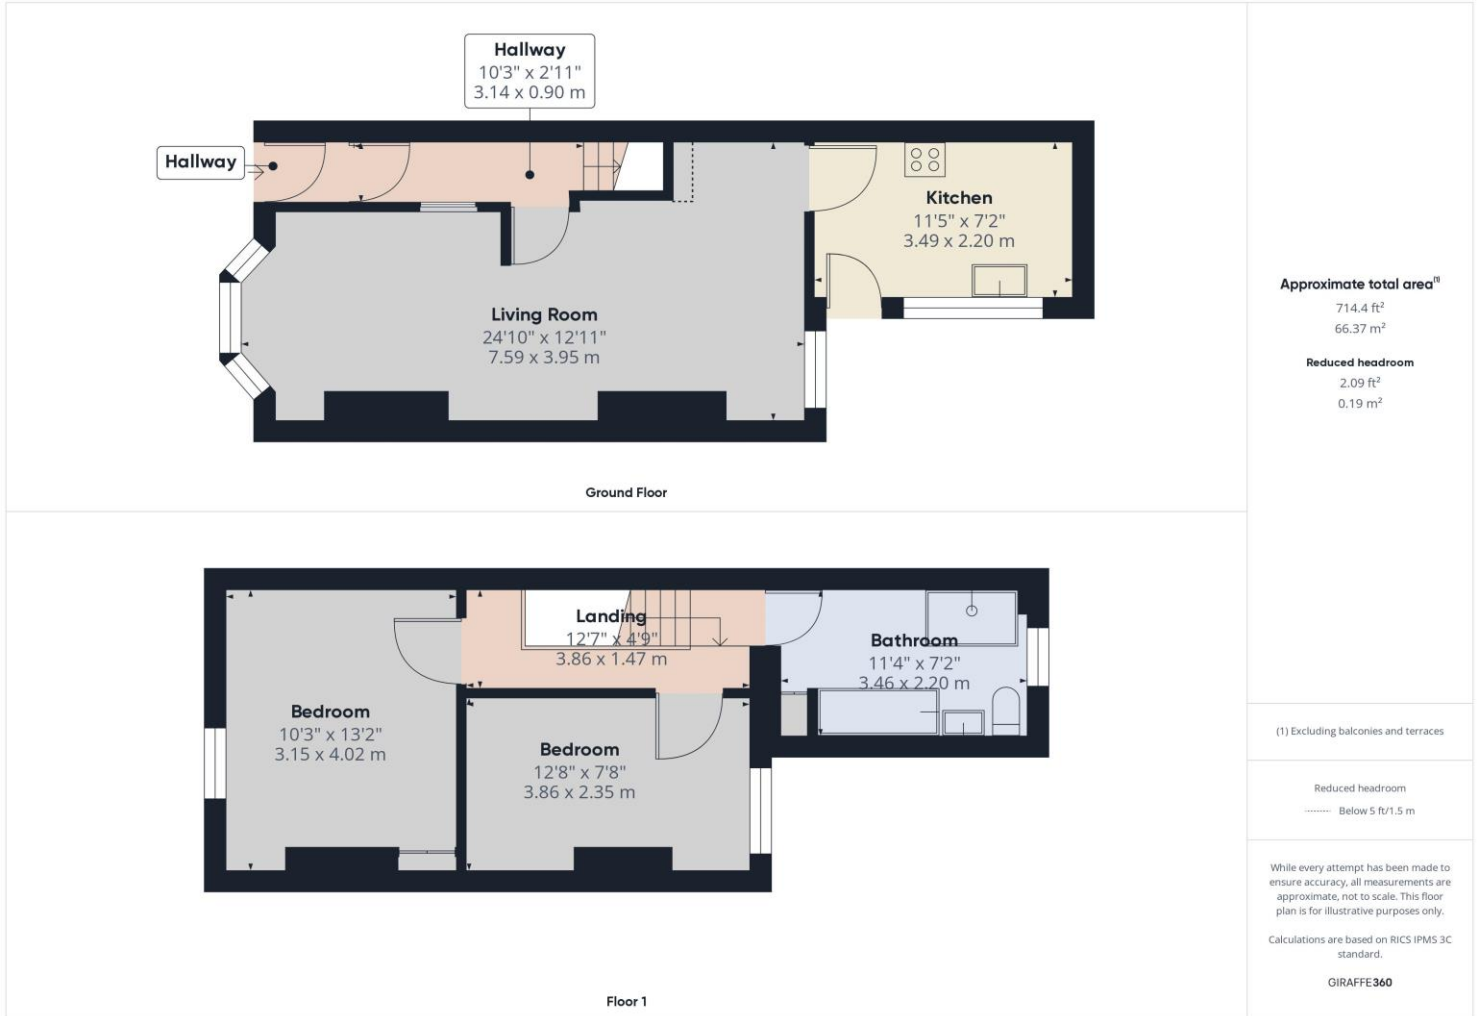 Hallway
10'3" x 2'11"
3.14 x 0.90 m
Hallway
Kitchen
11'5" x 7'2"
3.49 x 2.20 m
Living Room
24'10" x 12'11"
7.59 x 3.95 m
Ground Floor
Landing
12'7" x 4'9"
3.86 x 1.47 m
Bathroom
11'4" x 7'2"
3.46 x 2.20 m
Bedroom
10'3" x 13'2"
3.15 x 4.02 m
Bedroom
12'8" x 7'8"
3.86 x 2.35 m
Floor 1
Approximate total area(1)
714.4 ft²
66.37 m²
Reduced headroom
2.09 ft²
0.19 m²
(1) Excluding balconies and terraces
Reduced headroom
Below 5 ft/1.5 m
While every attempt has been made to
ensure accuracy, all measurements are
approximate, not to scale. This floor
plan is for illustrative purposes only.
Calculations are based on RICS IPMS 3C
standard.
GIRAFFE360